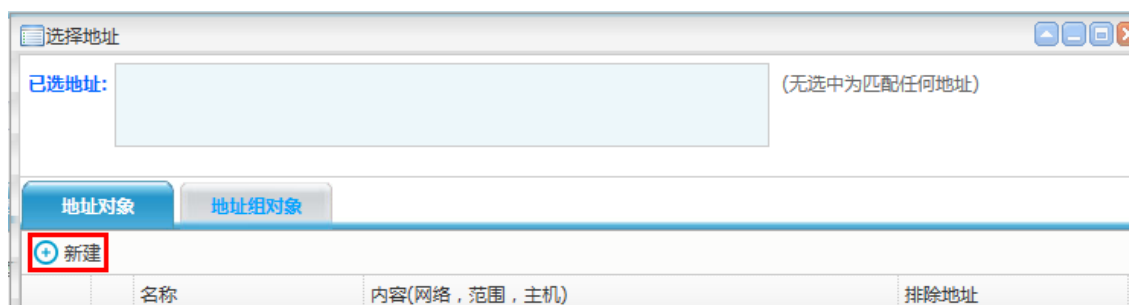 选择地址
已选地址: (无选中为匹配任何地址)
地址对象 地址组对象
新建
名称 内容(网络，范围，主机) 排除地址